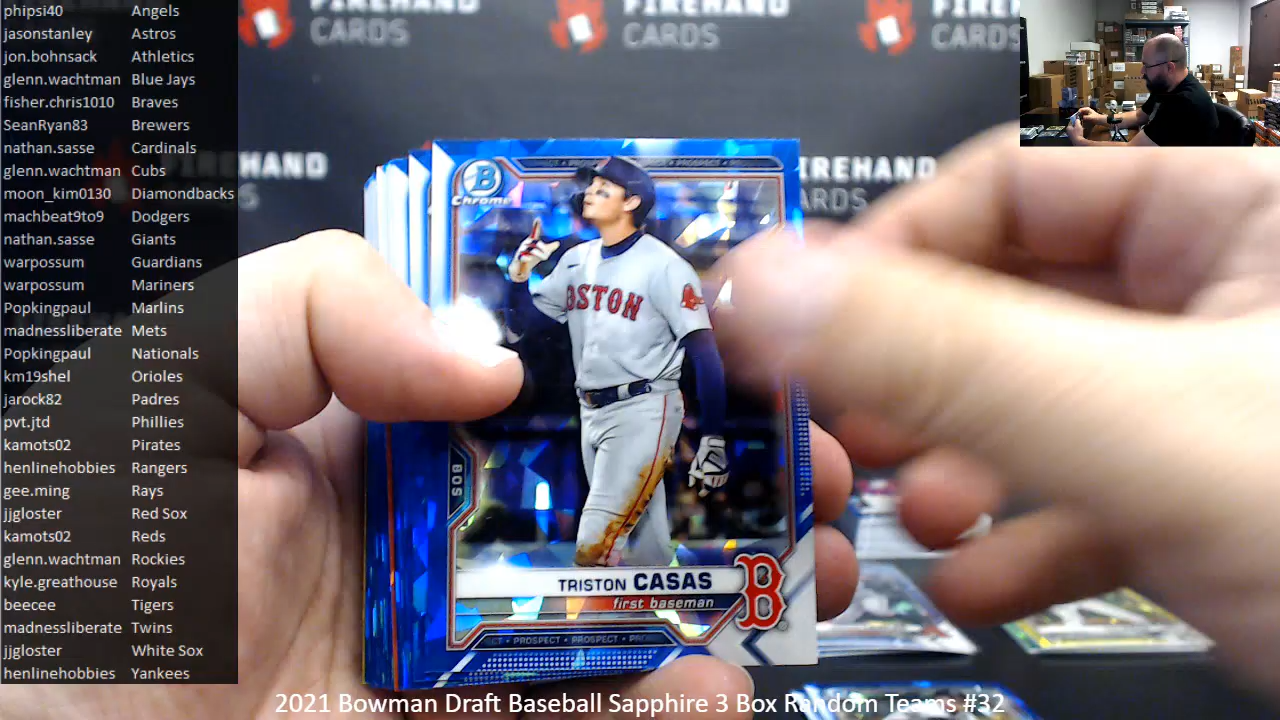 phipsi40 Angels
jasonstanley Astros
jon.bohnsack Athletics
glenn.wachtman Blue Jays
fisher.chris1010 Braves
SeanRyan83 Brewers
nathan.sasse Cardinals
glenn.wachtman Cubs
moon_kim0130 Diamondbacks
machbeat9to9 Dodgers
nathan.sasse Giants
warpossum Guardians
warpossum Mariners
Popkingpaul Marlins
madnessliberate Mets
Popkingpaul Nationals
km19shel Orioles
jarock82 Padres
pvt.jtd Phillies
kamots02 Pirates
henlinehobbies Rangers
gee.ming Rays
jjgloster Red Sox
kamots02 Reds
glenn.wachtman Rockies
kyle.greathouse Royals
beecee Tigers
madnessliberate Twins
jjgloster White Sox
henlinehobbies Yankees
FIREHAND
CARDS
FIREHAND
CARDS
CARDS
FIREHAND
CARDS
B
Chrome
PROSPECT
BOSTON
BOS
TRISTON CASAS
first baseman
B
PROSPECT • PROSPECT • PROSPECT
2021 Bowman Draft Baseball Sapphire 3 Box Random Teams #32